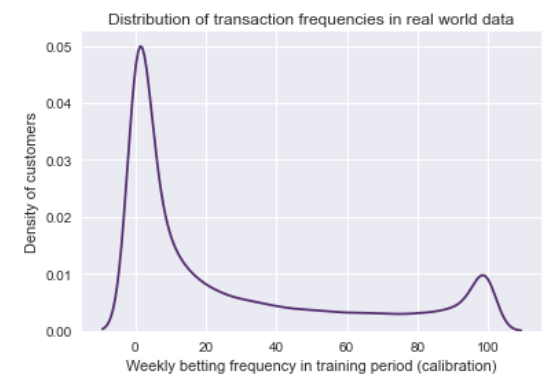 Distribution of transaction frequencies in real world data
0.05
0.04
0.03
0.02
0.01
0.00
Density of customers
0 20 40 60 80 100
Weekly betting frequency in training period (calibration)